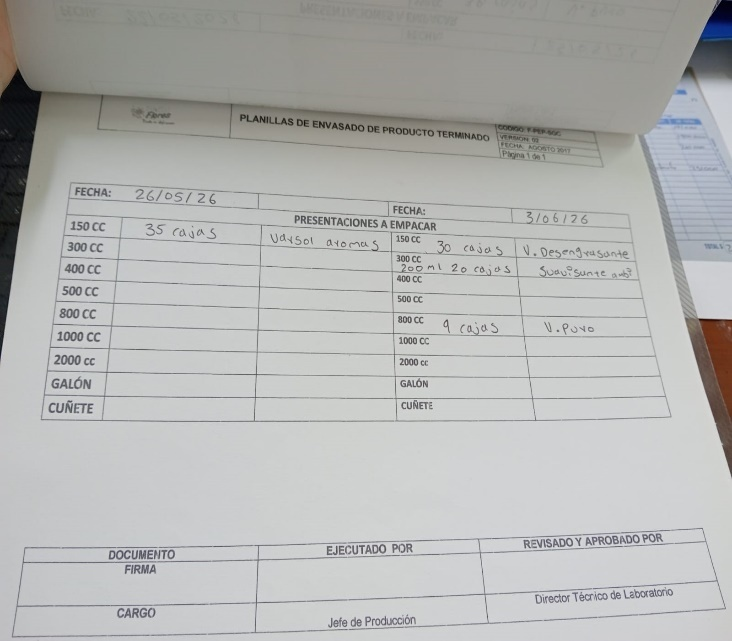 Flores
PLANILLAS DE ENVASADO DE PRODUCTO TERMINADO
CODIGO: F-PEP-SGC
VERSION: 02
FECHA: AGOSTO 2017
Página 1 de 1
FECHA: 26/05/26 FECHA: 3/06/26
PRESENTACIONES A EMPACAR
150 CC 35 cajas Varsol aromas 150 CC 30 cajas V. Desengrasante
300 CC 300 CC
200ml 20 cajas Suavisante
400 CC 400 CC
500 CC 500 CC
800 CC 800 CC 9 cajas V. Puro
1000 CC 1000 CC
2000 cc 2000 cc
GALÓN GALÓN
CUÑETE CUÑETE
DOCUMENTO EJECUTADO POR REVISADO Y APROBADO POR
FIRMA
CARGO Jefe de Producción Director Técnico de Laboratorio